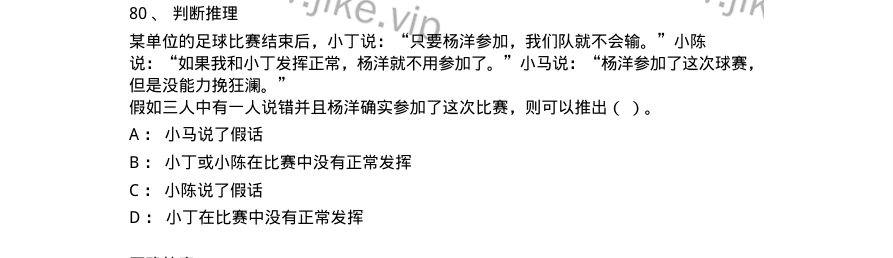 .jike.vip
80 、 判断推理
某单位的足球比赛结束后，小丁说：“只要杨洋参加，我们队就不会输。”小陈
说：“如果我和小丁发挥正常，杨洋就不用参加了。”小马说：“杨洋参加了这次球赛，
但是没能力挽狂澜。”
假如三人中有一人说错并且杨洋确实参加了这次比赛，则可以推出（ ）。
A ： 小马说了假话
B ： 小丁或小陈在比赛中没有正常发挥
C ： 小陈说了假话
D ： 小丁在比赛中没有正常发挥